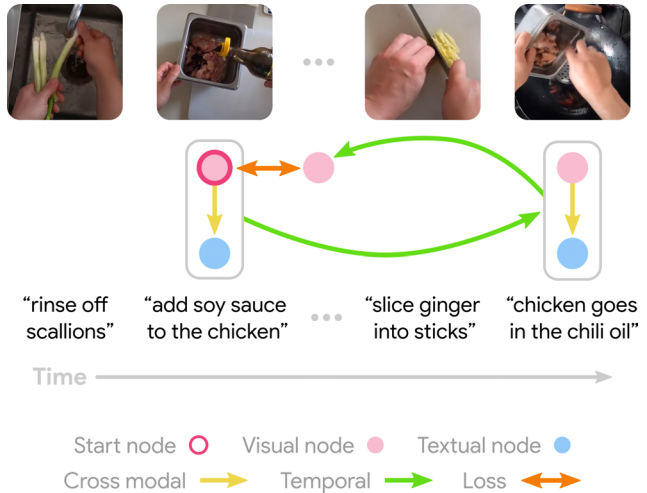 “rinse off
scallions”
“add soy sauce
to the chicken”
“slice ginger
into sticks”
“chicken goes
in the chili oil”
Time
Start node
Visual node
Textual node
Cross modal
Temporal
Loss